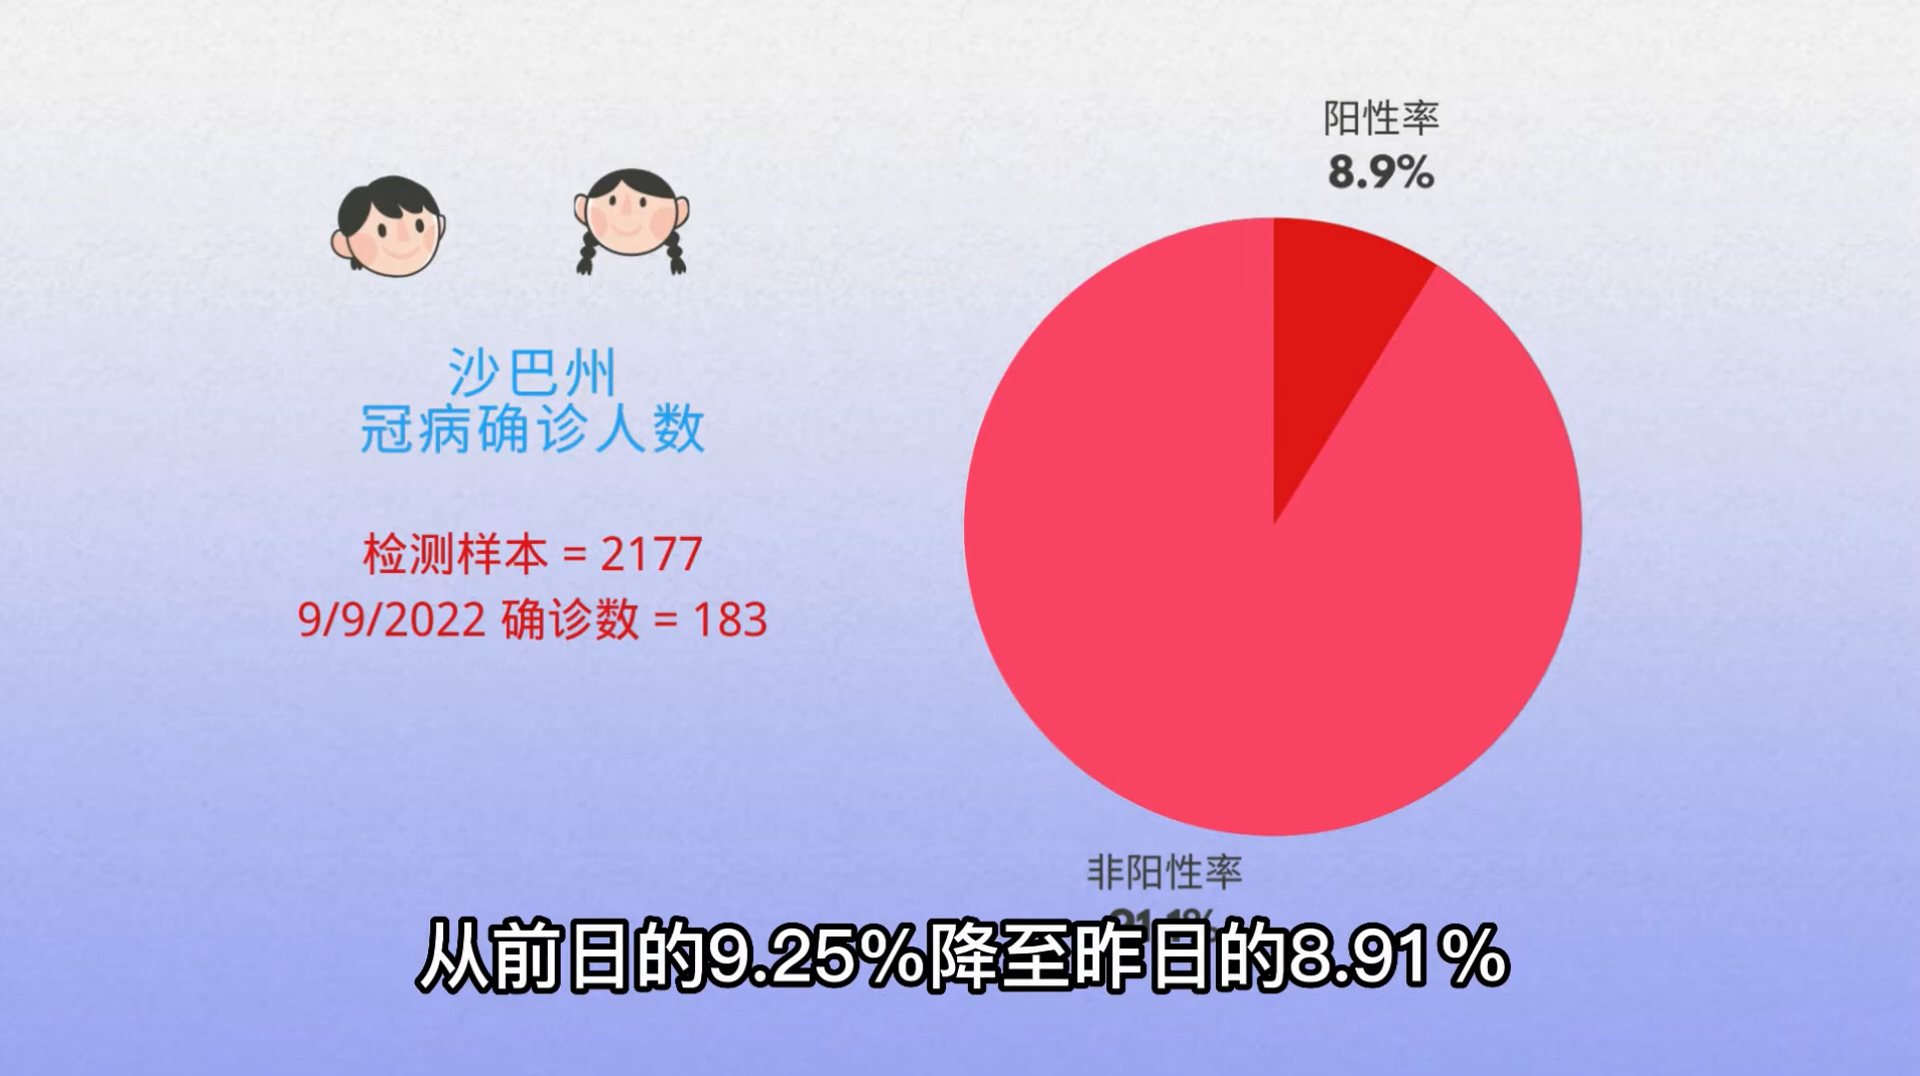 阳性率
8.9%
沙巴州
冠病确诊人数
检测样本 = 2177
9/9/2022 确诊数 = 183
非阳性率
91.1%
从前日的9.25%降至昨日的8.91%